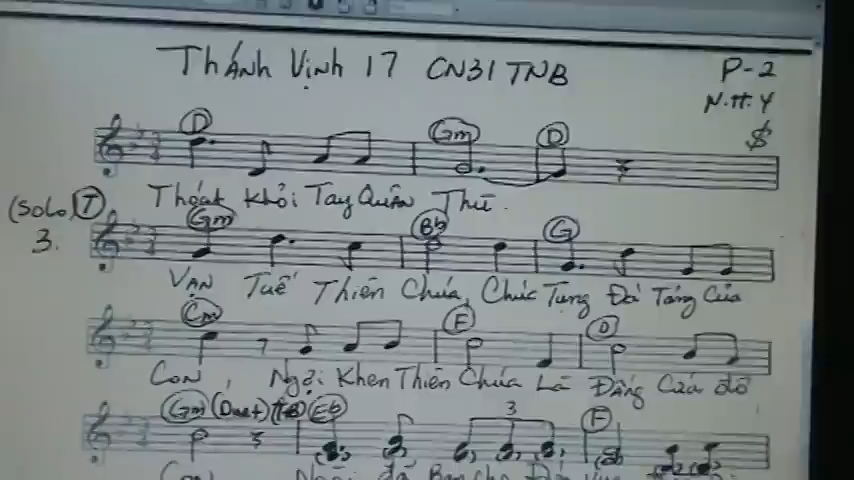 Thánh Vịnh 17 CN31 TNB P-2
N.H.Y
D Gm D
Thoát Khỏi Tay Quân Thù.
(Solo) T
3. Gm Bb G
Vạn Tuế Thiên Chúa, Chúc Tụng Đá Tảng Của
Cm F D
Con, Ngợi Khen Thiên Chúa Là Đấng Cứu độ
Gm (Duet) Eb 3 F
Con